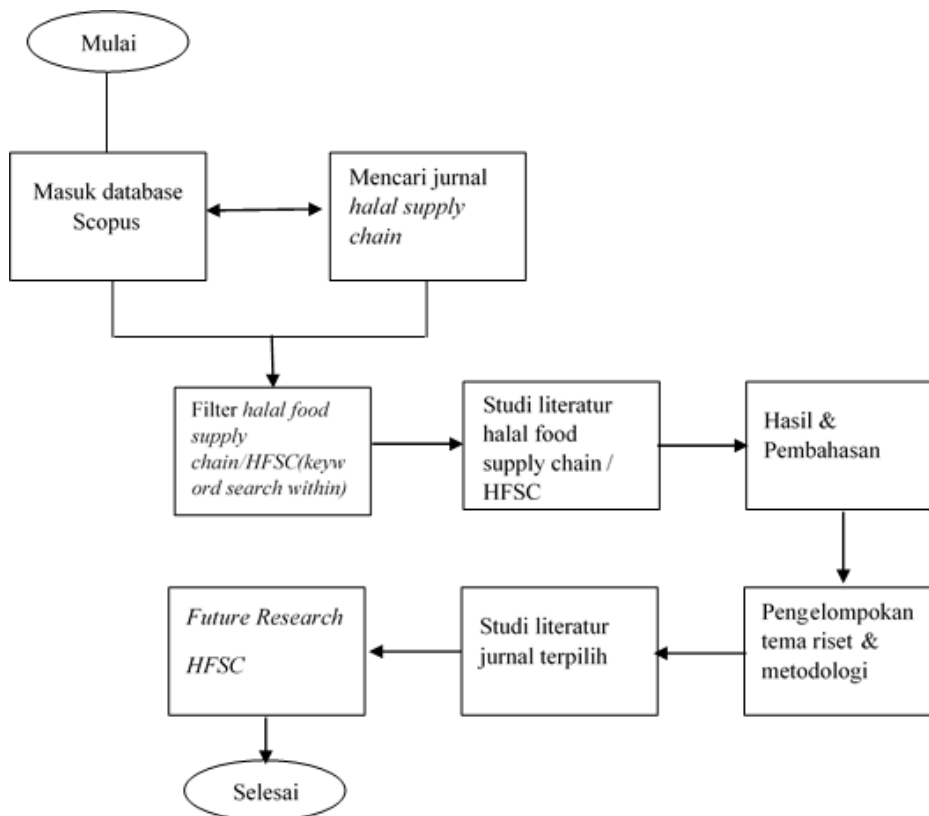 Mulai
Masuk database
Scopus
Mencari jurnal
halal supply
chain
Filter halal food
supply
chain/HFSC(keyw
ord search within)
Studi literatur
halal food
supply chain /
HFSC
Hasil &
Pembahasan
Pengelompokan
tema riset &
metodologi
Studi literatur
jurnal terpilih
Future Research
HFSC
Selesai